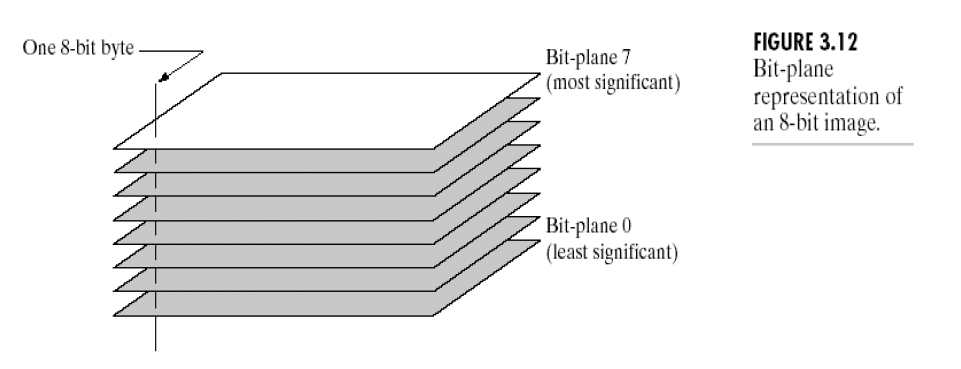 One 8-bit byte
Bit-plane 7
(most significant)
Bit-plane 0
(least significant)
FIGURE 3.12
Bit-plane
representation of
an 8-bit image.